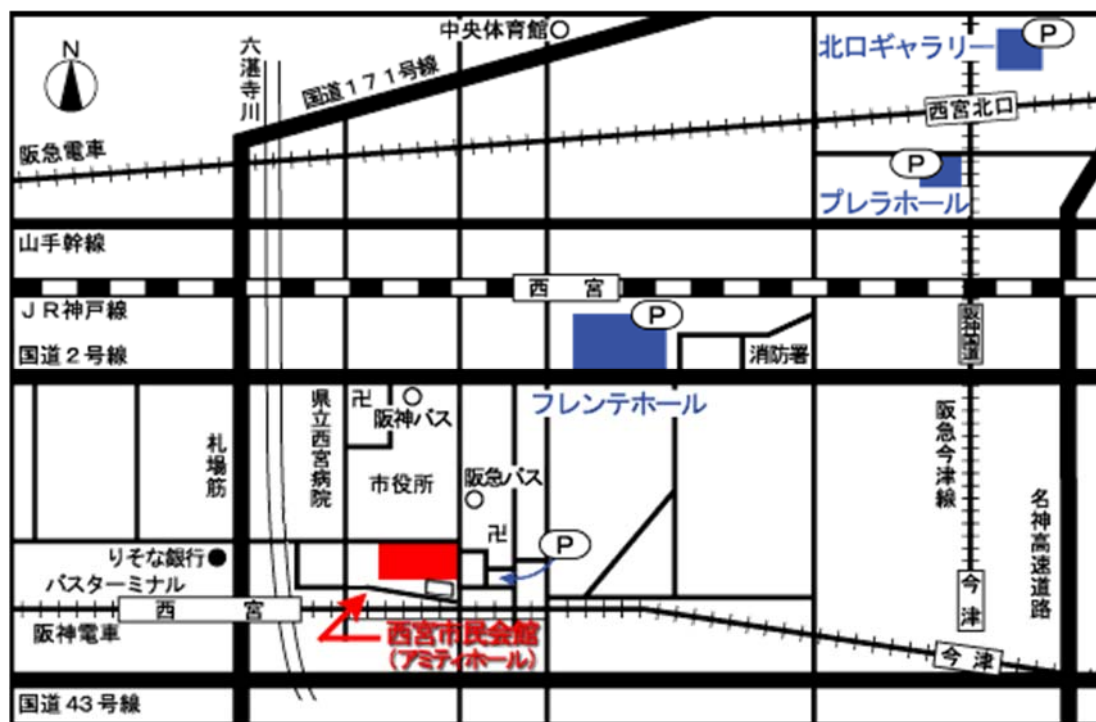 中央体育館
P
N
六湛寺川
国道171号線
北口ギャラリー
西宮北口
阪急電車
P
プレラホール
山手幹線
西宮
JR神戸線
P
阪神国道
国道2号線
消防署
卍
阪神バス
フレンテホール
県立西宮病院
札場筋
市役所
阪急バス
阪急今津線
名神高速道路
卍
P
りそな銀行
バスターミナル
西宮
今津
阪神電車
西宮市民会館
(アミティホール)
今津
国道43号線